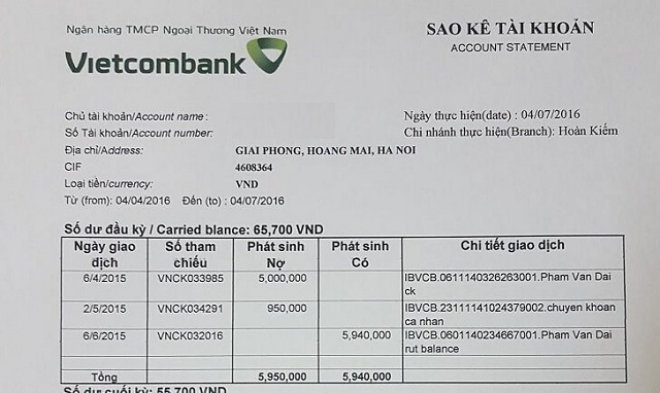 Ngân hàng TMCP Ngoại Thương Việt Nam
Vietcombank
SAO KÊ TÀI KHOẢN
ACCOUNT STATEMENT
Chủ tài khoản/Account name :
Ngày thực hiện(date) : 04/07/2016
Số Tài khoản/Account number:
Chi nhánh thực hiện(Branch): Hoàn Kiếm
Địa chỉ/Address: GIAI PHONG, HOANG MAI, HA NOI
CIF 4608364
Loại tiền/currency: VND
Từ (from): 04/04/2016 Đến (to) : 04/07/2016
Số dư đầu kỳ / Carried blance: 65,700 VND
Ngày giao dịch Số tham chiếu Phát sinh Nợ Phát sinh Có Chi tiết giao dịch
6/4/2015 VNCK033985 5,000,000 IBVCB.0611140326263001.Pham Van Dai
ck
2/5/2015 VNCK034291 950,000 IBVCB.23111141024379002.chuyen khoan
ca nhan
6/6/2015 VNCK032016 5,940,000 IBVCB.0601140234667001.Pham Van Dai
rut balance
Tổng 5,950,000 5,940,000
Số dư cuối kỳ: 55,700 VND